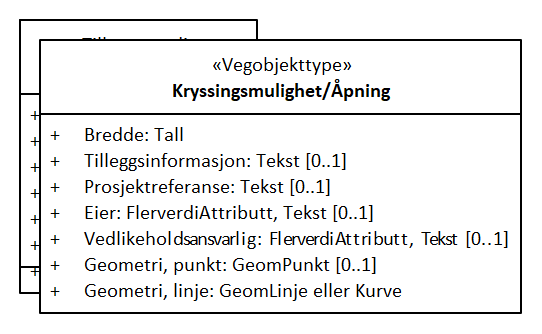 «Vegobjekttype»
Kryssingsmulighet/Åpning
+ Bredde: Tall
+ Tilleggsinformasjon: Tekst [0..1]
+ Prosjektreferanse: Tekst [0..1]
+ Eier: FlerverdiAttributt, Tekst [0..1]
+ Vedlikeholdsansvarlig: FlerverdiAttributt, Tekst [0..1]
+ Geometri, punkt: GeomPunkt [0..1]
+ Geometri, linje: GeomLinje eller Kurve